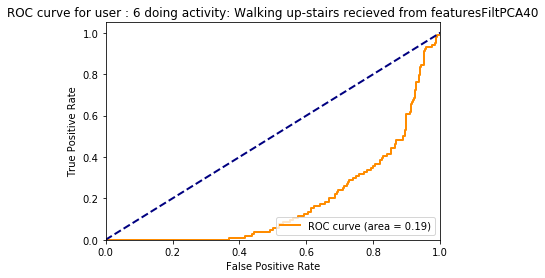 ROC curve for user : 6 doing activity: Walking up-stairs recieved from featuresFiltPCA40
True Positive Rate
1.0
0.8
0.6
0.4
0.2
0.0
ROC curve (area = 0.19)
0.0 0.2 0.4 0.6 0.8 1.0
False Positive Rate